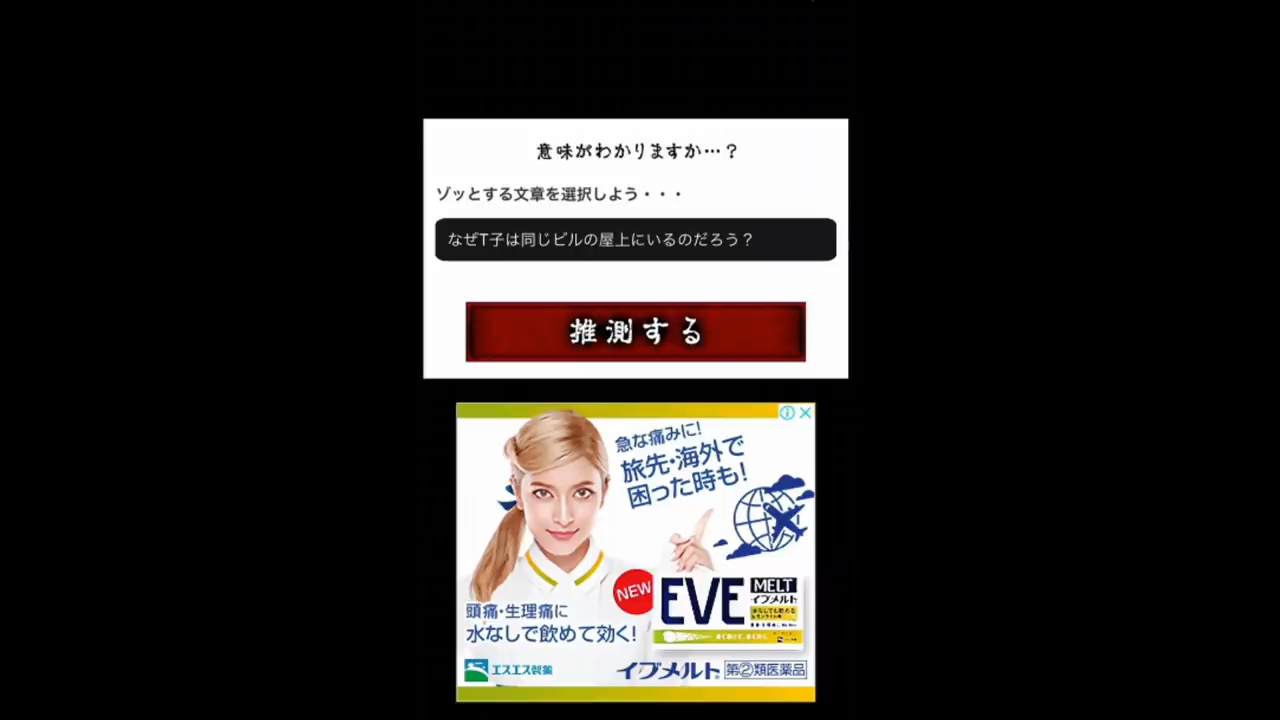 意味がわかりますか…？
ゾッとする文章を選択しよう・・・
なぜT子は同じビルの屋上にいるのだろう？
推測する
急な痛みに!
旅先・海外で
困った時も!
NEW
EVE
MELT
イブメルト
頭痛・生理痛に
水なしで飲めて効く!
エスエス製薬
イブメルト
第②類医薬品